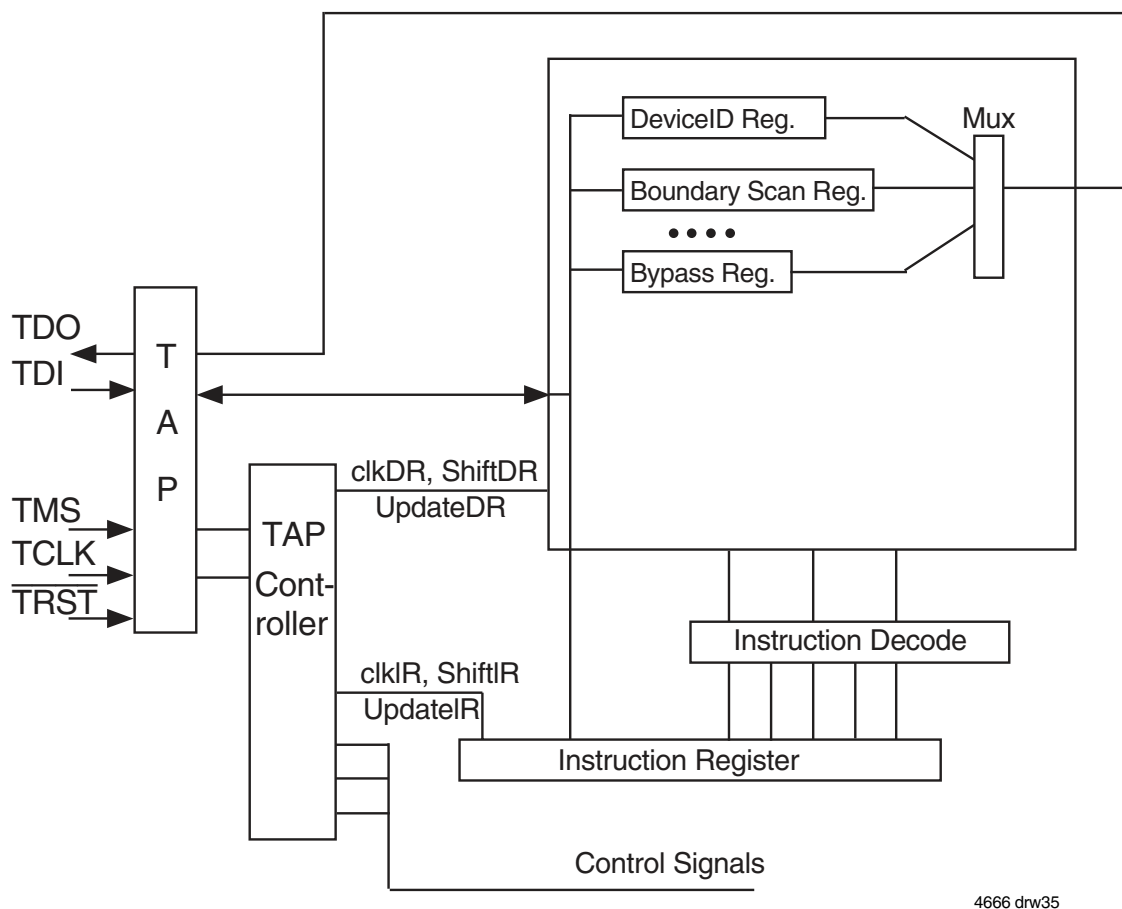 DeviceID Reg.
Mux
Boundary Scan Reg.
Bypass Reg.
TDO
TDI
T
A
P
TMS
TCLK
TRST
clkDR, ShiftDR
UpdateDR
TAP
Cont-
roller
Instruction Decode
clkIR, ShiftIR
UpdateIR
Instruction Register
Control Signals
4666 drw35